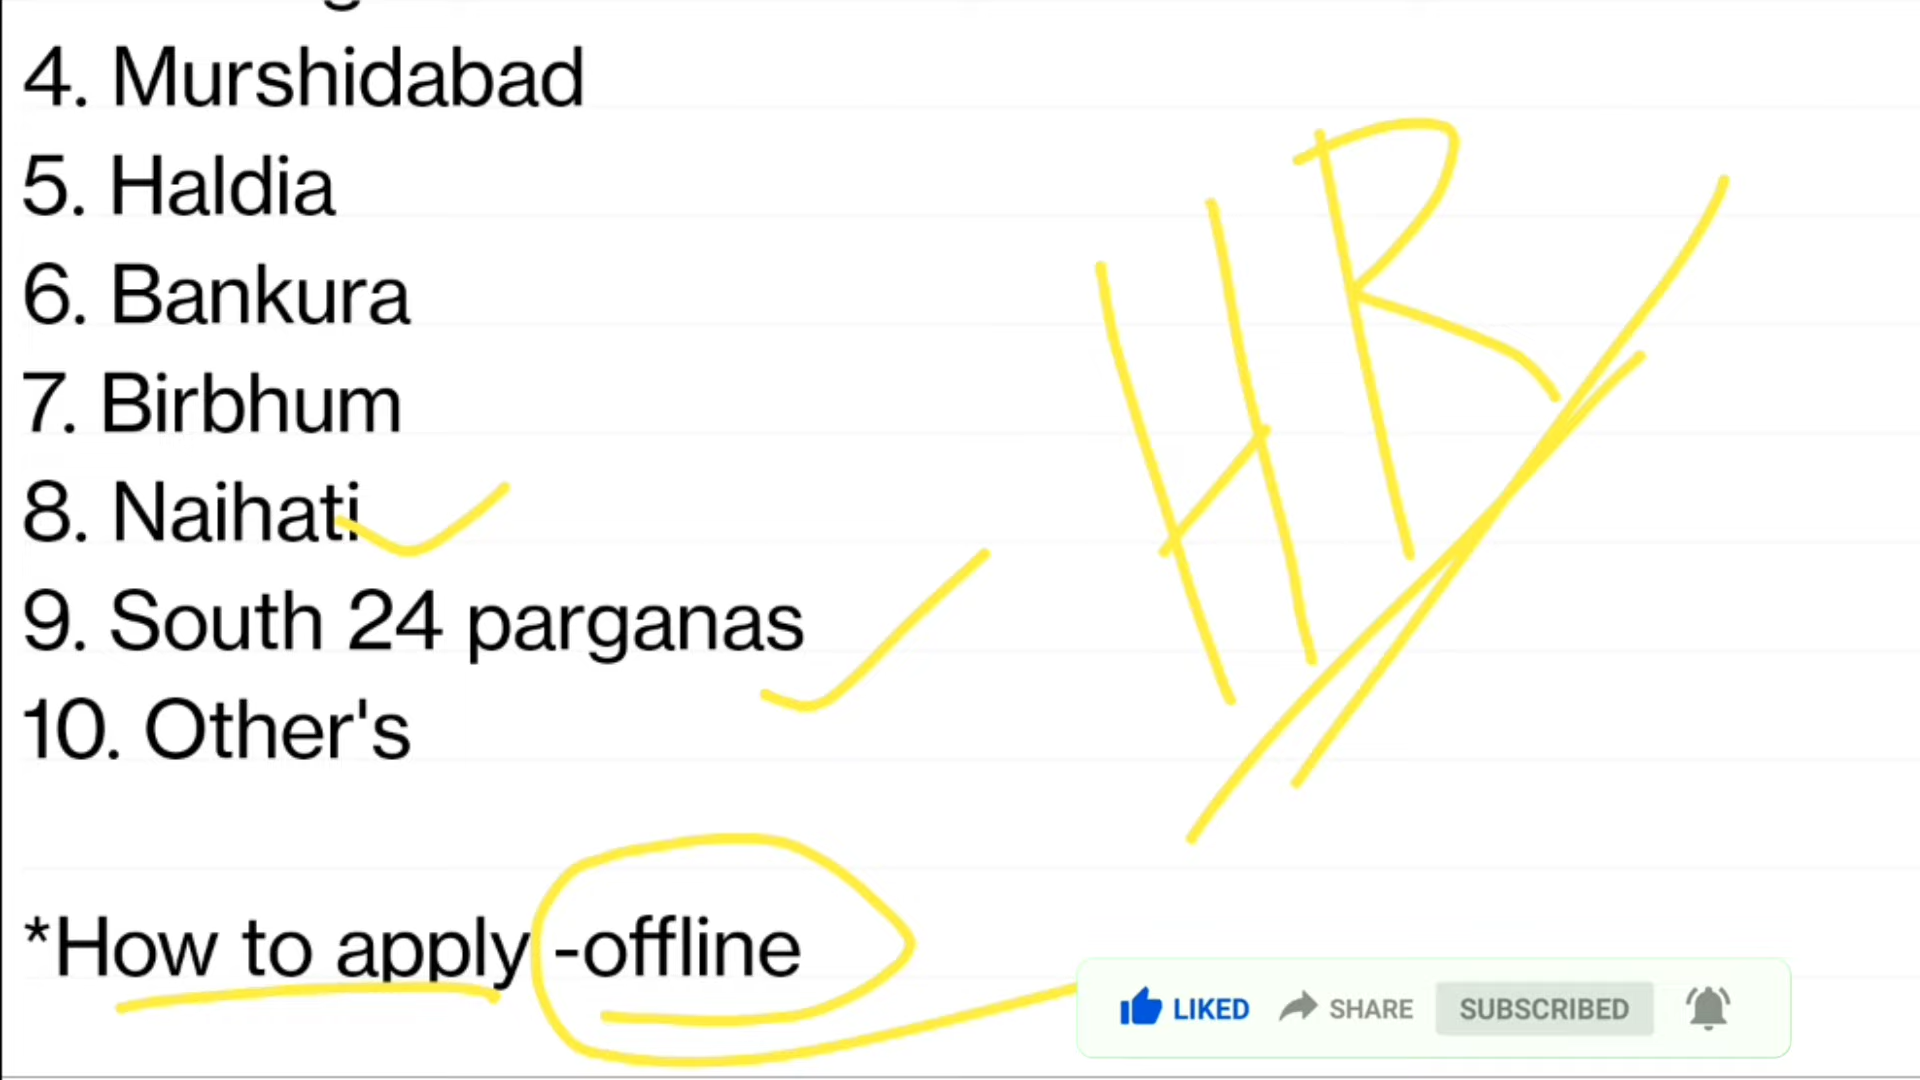 4. Murshidabad
5. Haldia
6. Bankura
7. Birbhum
8. Naihati
9. South 24 parganas
10. Other's
HR
*How to apply -offline
LIKED SHARE SUBSCRIBED